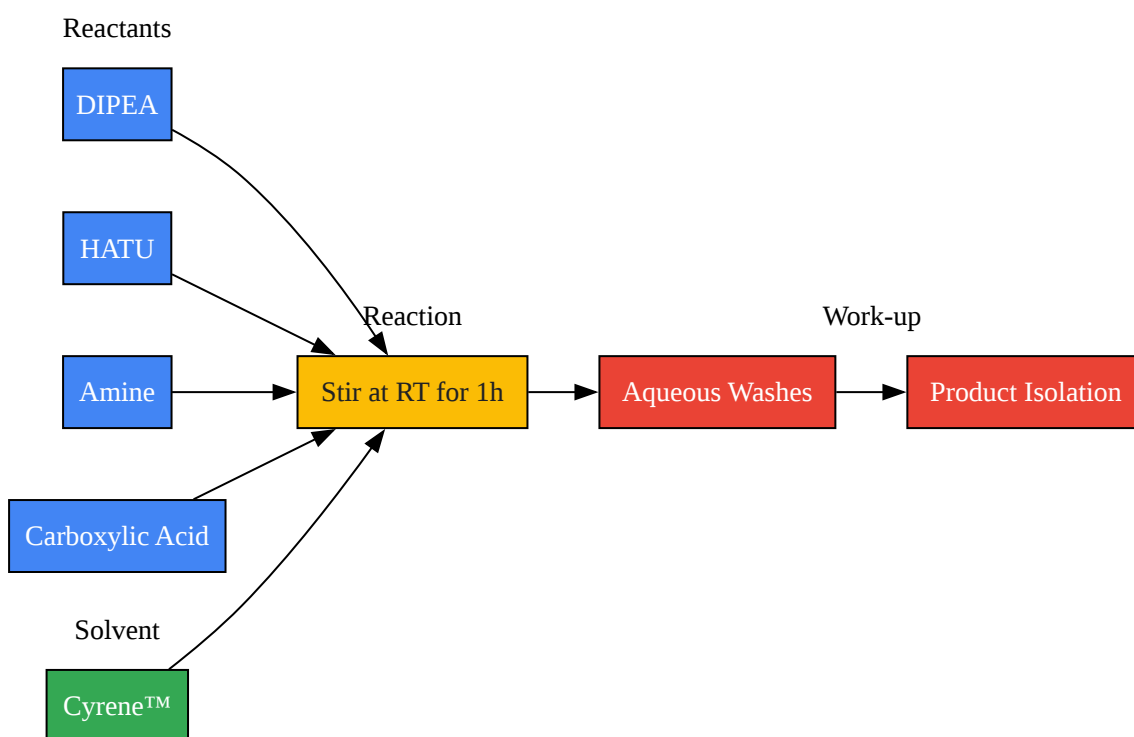 Reactants
DIPEA
HATU
Reaction
Work-up
Amine
Stir at RT for 1h
Aqueous Washes
Product Isolation
Carboxylic Acid
Solvent
Cyrene™